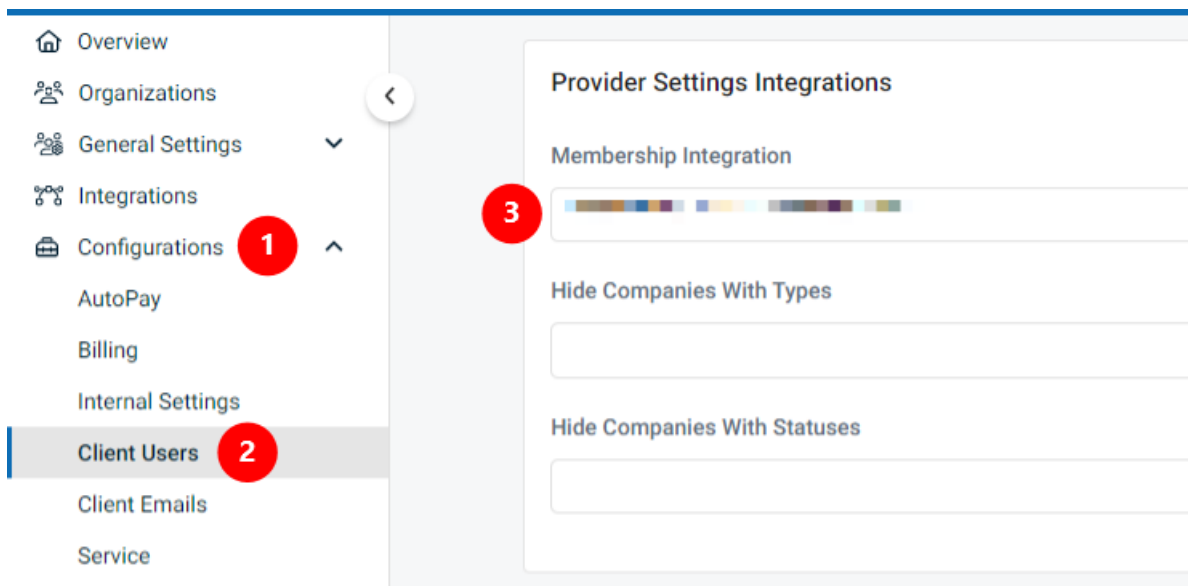 Overview
Organizations
General Settings
Integrations
Configurations 1
AutoPay
Billing
Internal Settings
Client Users 2
Client Emails
Service
Provider Settings Integrations
Membership Integration
3
Hide Companies With Types
Hide Companies With Statuses